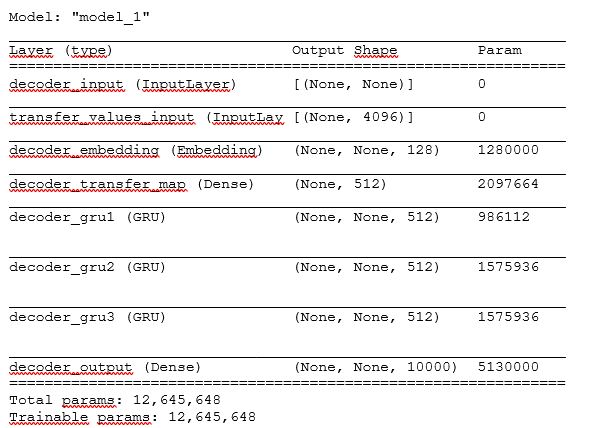 Model: "model_1"
Layer (type) Output Shape Param
decoder_input (InputLayer) [(None, None)] 0
transfer_values_input (InputLay [(None, 4096)] 0
decoder_embedding (Embedding) (None, None, 128) 1280000
decoder_transfer_map (Dense) (None, 512) 2097664
decoder_gru1 (GRU) (None, None, 512) 986112
decoder_gru2 (GRU) (None, None, 512) 1575936
decoder_gru3 (GRU) (None, None, 512) 1575936
decoder_output (Dense) (None, None, 10000) 5130000
Total params: 12,645,648
Trainable params: 12,645,648